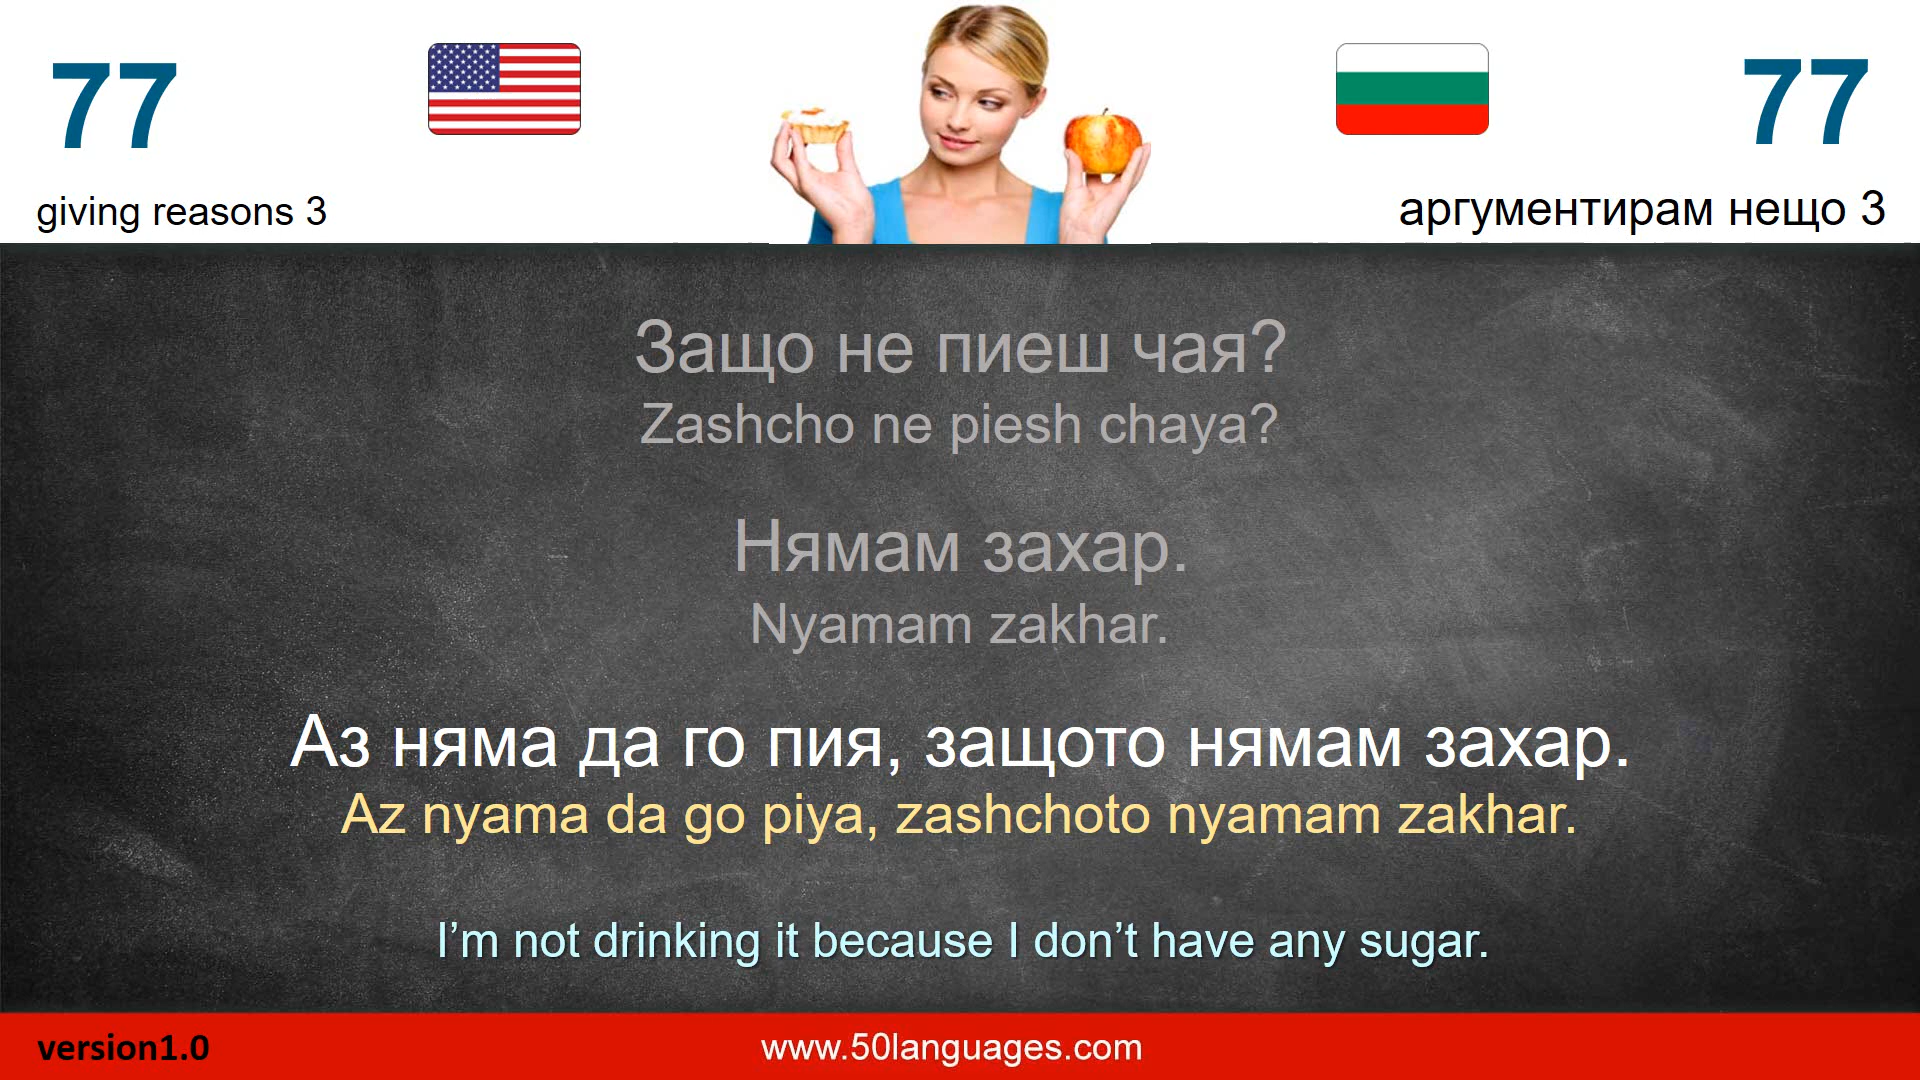 77
77
giving reasons 3
аргументирам нещо 3
Защо не пиеш чая?
Zashcho ne piesh chaya?
Нямам захар.
Nyamam zakhar.
Аз няма да го пия, защото нямам захар.
Az nyama da go piya, zashchoto nyamam zakhar.
I’m not drinking it because I don’t have any sugar.
version1.0
www.50languages.com